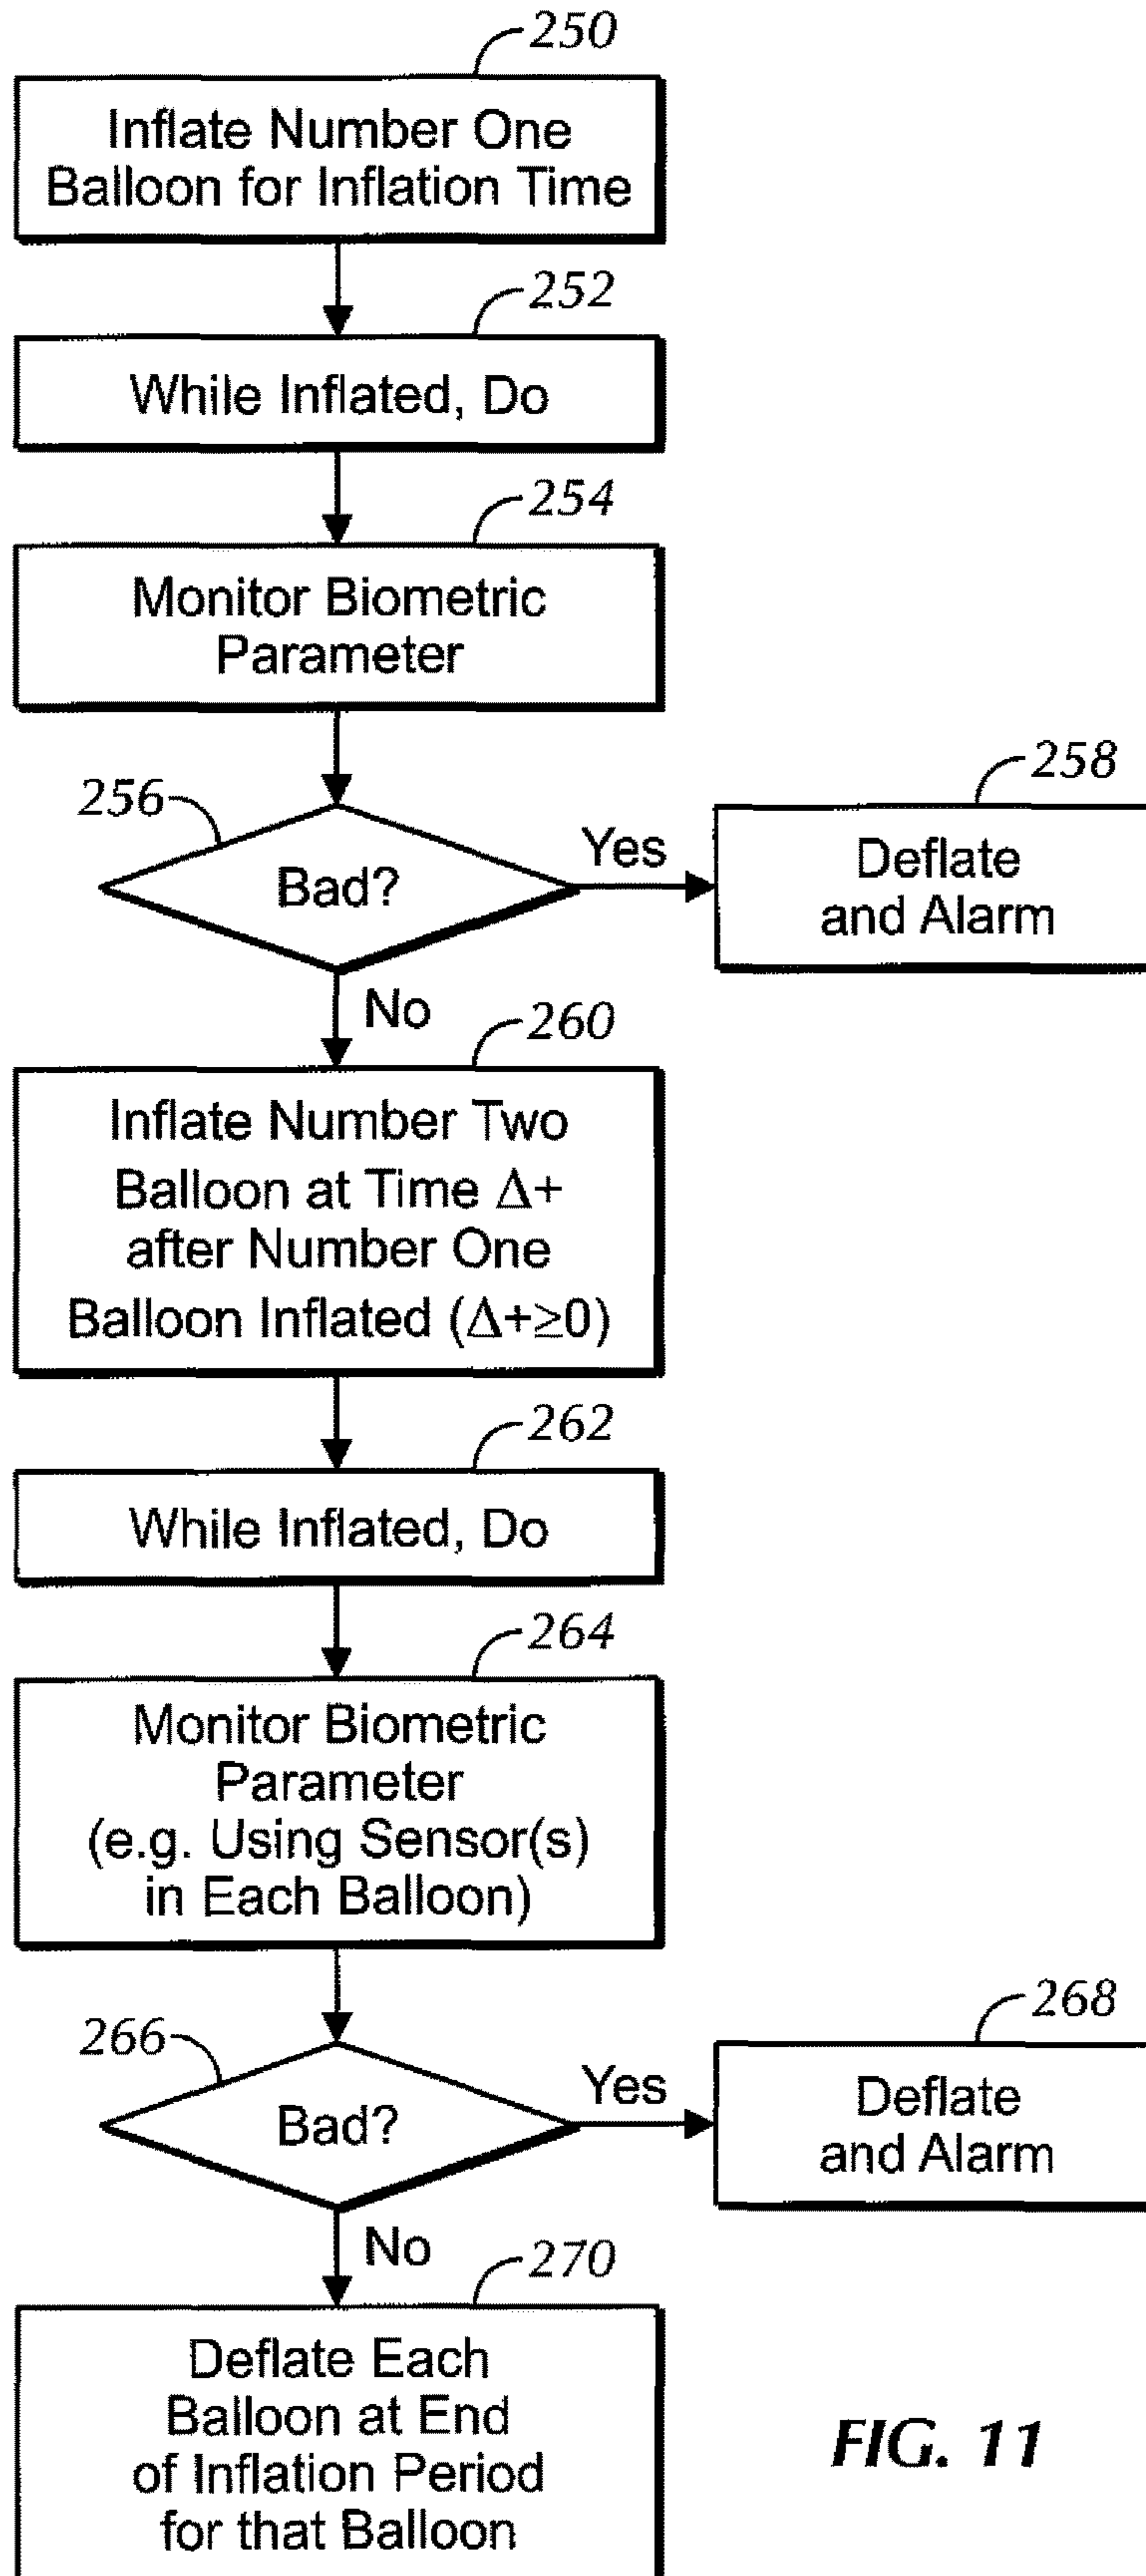 250
Inflate Number One
Balloon for Inflation Time
252
While Inflated, Do
254
Monitor Biometric
Parameter
256
Bad?
Yes
258
Deflate
and Alarm
No
260
Inflate Number Two
Balloon at Time Δ+
after Number One
Balloon Inflated (Δ+≥0)
262
While Inflated, Do
264
Monitor Biometric
Parameter
(e.g. Using Sensor(s)
in Each Balloon)
266
Bad?
Yes
268
Deflate
and Alarm
No
270
Deflate Each
Balloon at End
of Inflation Period
for that Balloon
FIG. 11